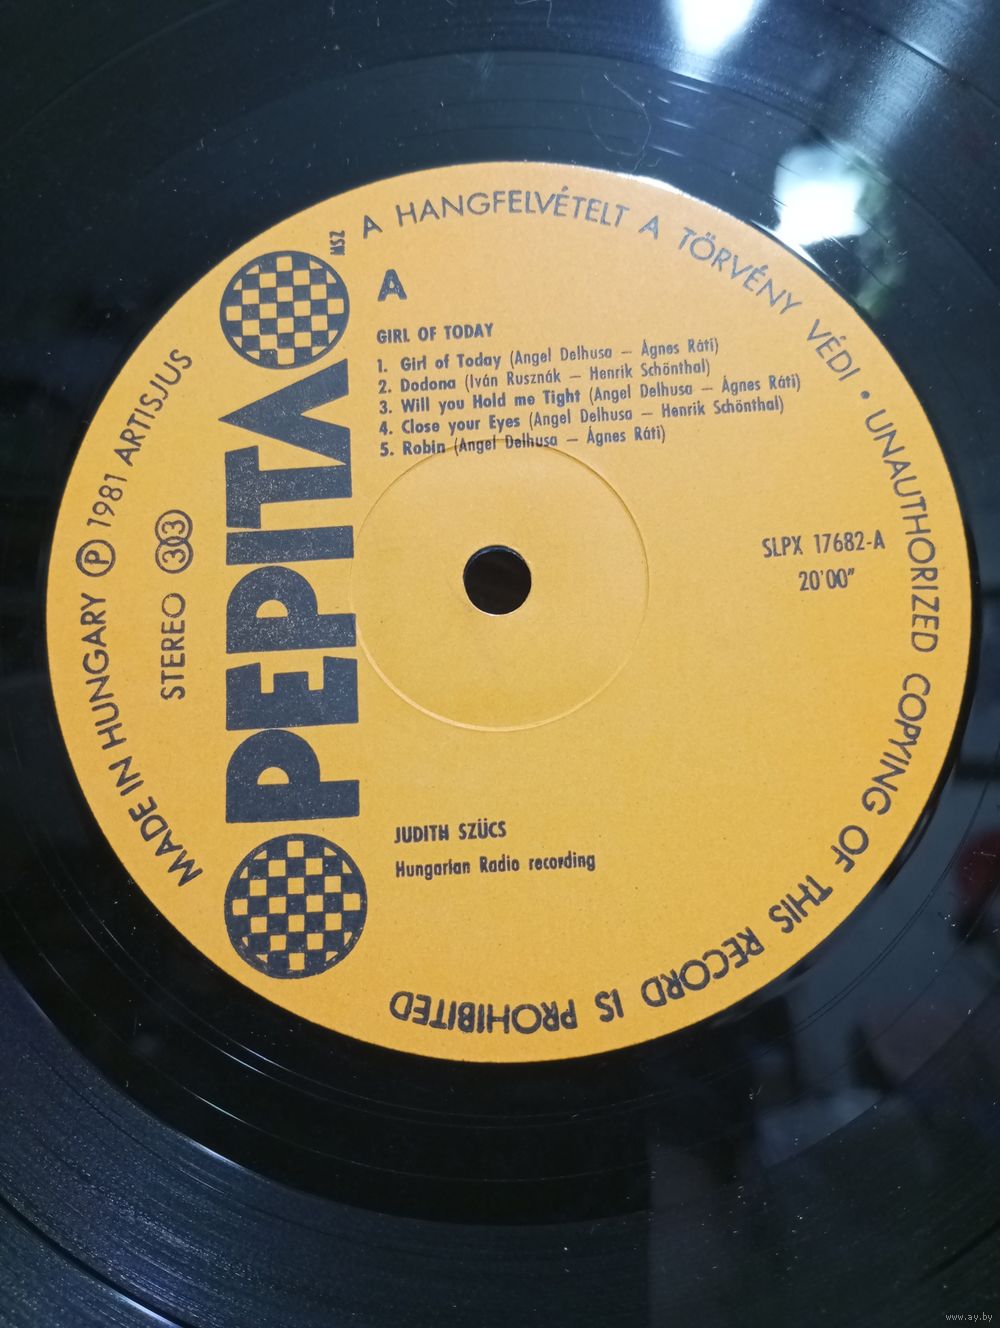 A HANGFELVÉTELT A TÖRVÉNY VÉDI • UNAUTHORIZED COPYING OF THIS RECORD IS PROHIBITED
MADE IN HUNGARY Ⓟ 1981 ARTISJUS
STEREO 33
PEPITA
MSZ
A
GIRL OF TODAY
1. Girl of Today (Angel Delhusa — Ágnes Ráti)
2. Dodona (Iván Rusznák — Henrik Schönthal)
3. Will you Hold me Tight (Angel Delhusa — Ágnes Ráti)
4. Close your Eyes (Angel Delhusa — Henrik Schönthal)
5. Robin (Angel Delhusa — Ágnes Ráti)
SLPX 17682-A
20'00"
JUDITH SZÜCS
Hungarian Radio recording
www.ay.by